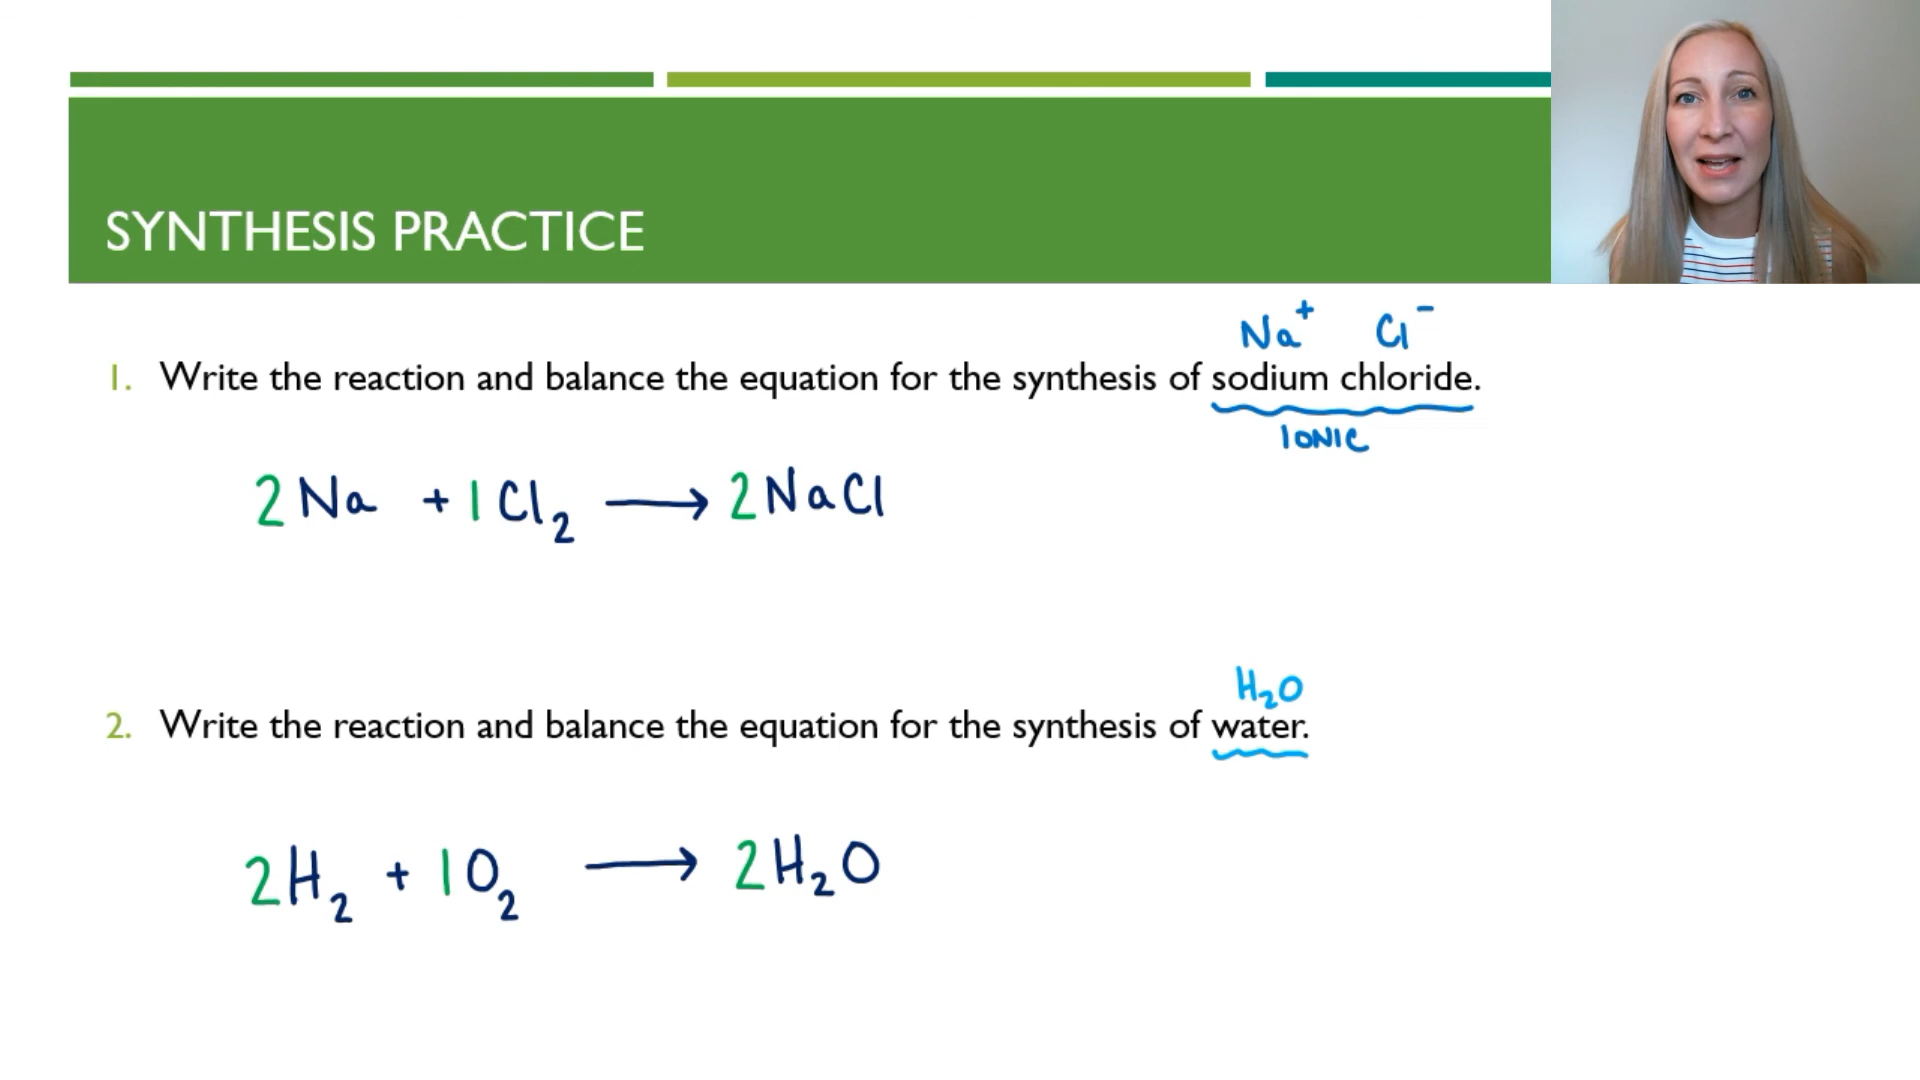 SYNTHESIS PRACTICE
Na⁺ Cl⁻
1. Write the reaction and balance the equation for the synthesis of sodium chloride.
IONIC
2Na + 1Cl₂ ⟶ 2NaCl
H₂O
2. Write the reaction and balance the equation for the synthesis of water.
2H₂ + 1O₂ ⟶ 2H₂O